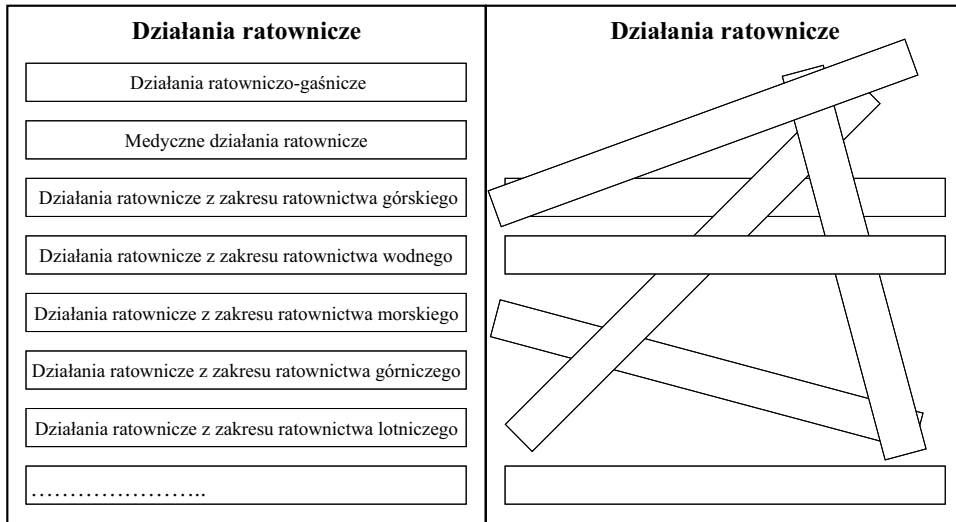 Działania ratownicze
Działania ratowniczo-gaśnicze
Medyczne działania ratownicze
Działania ratownicze z zakresu ratownictwa górskiego
Działania ratownicze z zakresu ratownictwa wodnego
Działania ratownicze z zakresu ratownictwa morskiego
Działania ratownicze z zakresu ratownictwa górniczego
Działania ratownicze z zakresu ratownictwa lotniczego
……………………..
Działania ratownicze